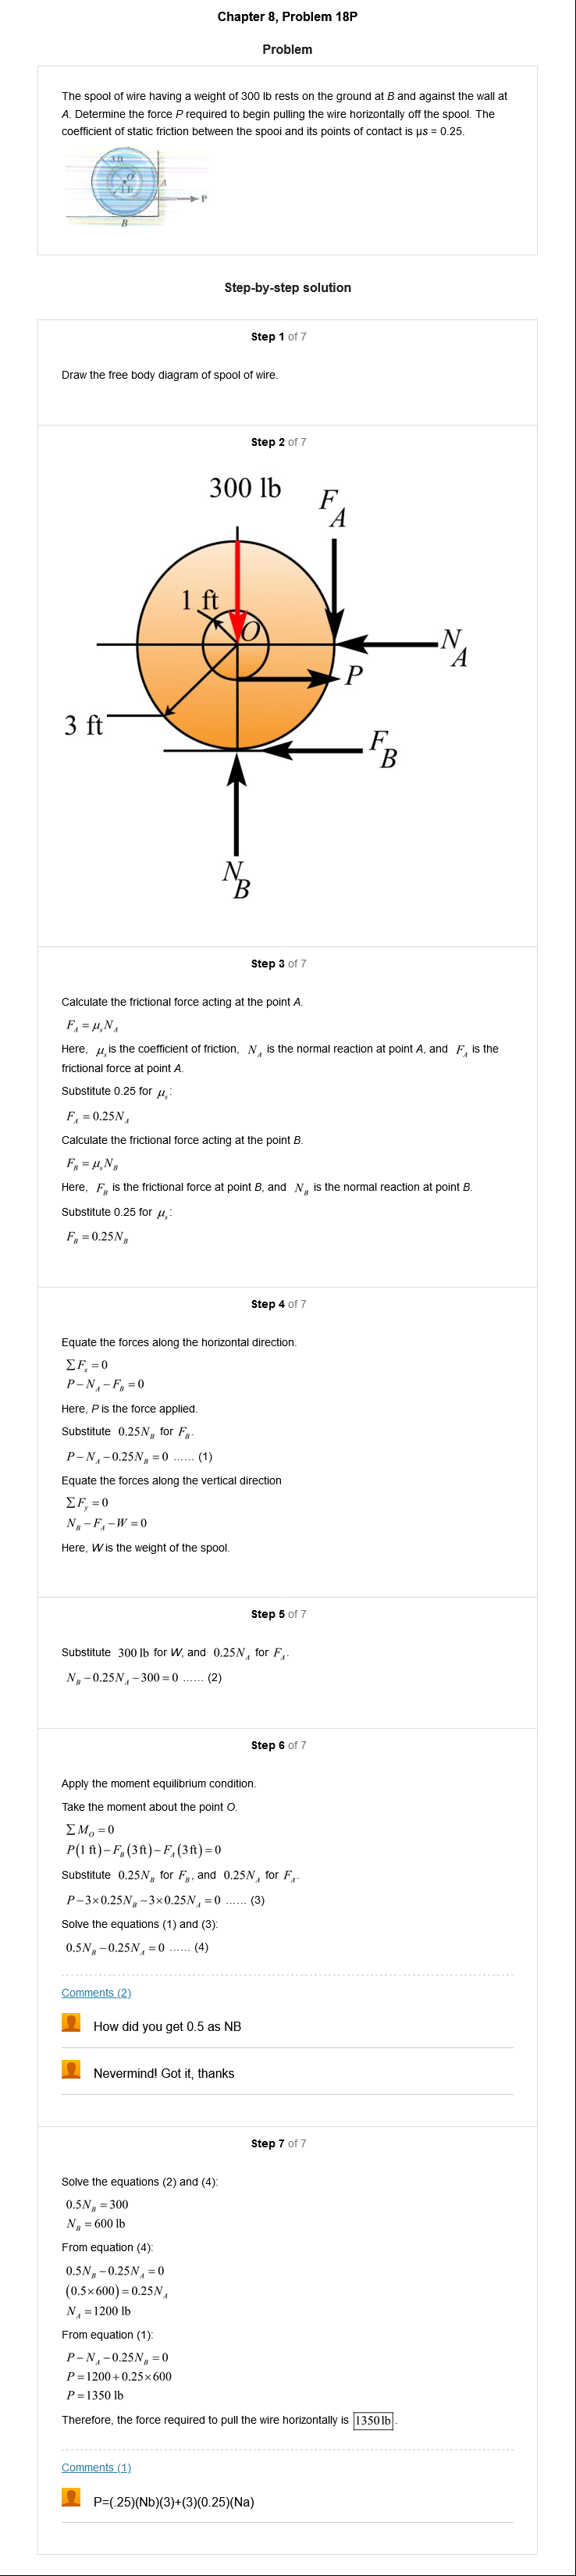 Chapter 8, Problem 18P
Problem
The spool of wire having a weight of 300 lb rests on the ground at B and against the wall at
A. Determine the force P required to begin pulling the wire horizontally off the spool. The
coefficient of static friction between the spooi and its points of contact is μs = 0.25.
3 ft
O
1 ft
A
P
B
Step-by-step solution
Step 1 of 7
Draw the free body diagram of spool of wire.
Step 2 of 7
300 lb
F_A
1 ft
O
N_A
P
3 ft
F_B
N_B
Step 3 of 7
Calculate the frictional force acting at the point A.
F_A = μ_s N_A
Here, μ_s is the coefficient of friction, N_A is the normal reaction at point A, and F_A is the
frictional force at point A.
Substitute 0.25 for μ_s:
F_A = 0.25N_A
Calculate the frictional force acting at the point B.
F_B = μ_s N_B
Here, F_B is the frictional force at point B, and N_B is the normal reaction at point B.
Substitute 0.25 for μ_s:
F_B = 0.25N_B
Step 4 of 7
Equate the forces along the horizontal direction.
∑F_x = 0
P − N_A − F_B = 0
Here, P is the force applied.
Substitute 0.25N_B for F_B.
P − N_A − 0.25N_B = 0 …… (1)
Equate the forces along the vertical direction
∑F_y = 0
N_B − F_A − W = 0
Here, W is the weight of the spool.
Step 5 of 7
Substitute 300 lb for W, and 0.25N_A for F_A.
N_B − 0.25N_A − 300 = 0 …… (2)
Step 6 of 7
Apply the moment equilibrium condition.
Take the moment about the point O.
∑M_O = 0
P(1 ft) − F_B(3 ft) − F_A(3 ft) = 0
Substitute 0.25N_B for F_B, and 0.25N_A for F_A.
P − 3×0.25N_B − 3×0.25N_A = 0 …… (3)
Solve the equations (1) and (3):
0.5N_B − 0.25N_A = 0 …… (4)
Comments (2)
How did you get 0.5 as NB
Nevermind! Got it, thanks
Step 7 of 7
Solve the equations (2) and (4):
0.5N_B = 300
N_B = 600 lb
From equation (4):
0.5N_B − 0.25N_A = 0
(0.5×600) = 0.25N_A
N_A = 1200 lb
From equation (1):
P − N_A − 0.25N_B = 0
P = 1200 + 0.25×600
P = 1350 lb
Therefore, the force required to pull the wire horizontally is 1350 lb.
Comments (1)
P=(.25)(Nb)(3)+(3)(0.25)(Na)